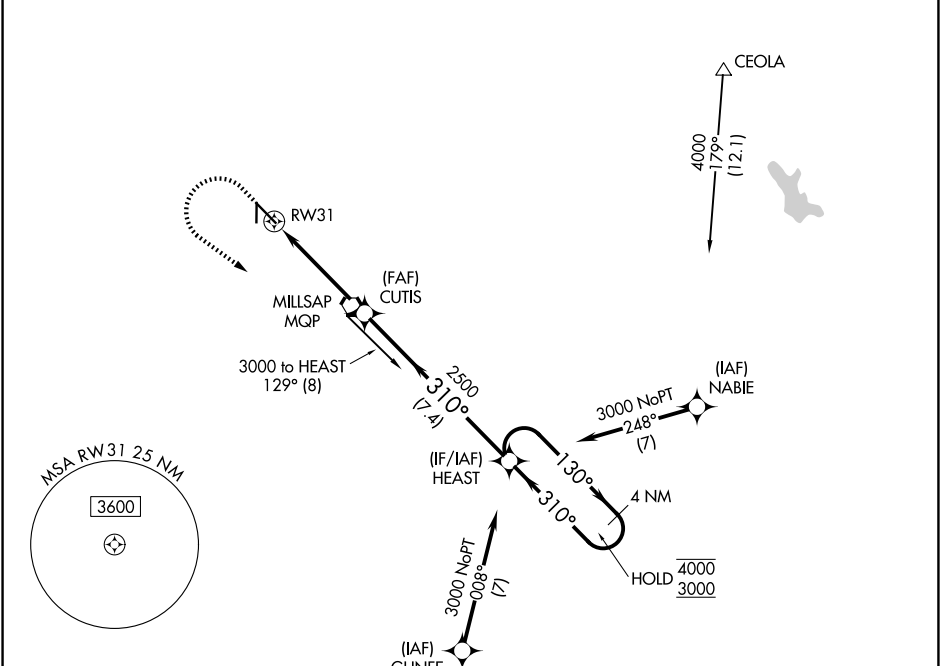 CEOLA
4000
179°
(12.1)
RW31
(FAF)
CUTIS
MILLSAP
MQP
3000 to HEAST
129° (8)
2500
310°
(7.4)
(IAF)
NABIE
3000 NoPT
248°
(7)
(IF/IAF)
HEAST
130°
310°
4 NM
HOLD
4000
3000
MSA RW31 25 NM
3600
3000 NoPT
008°
(7)
(IAF)